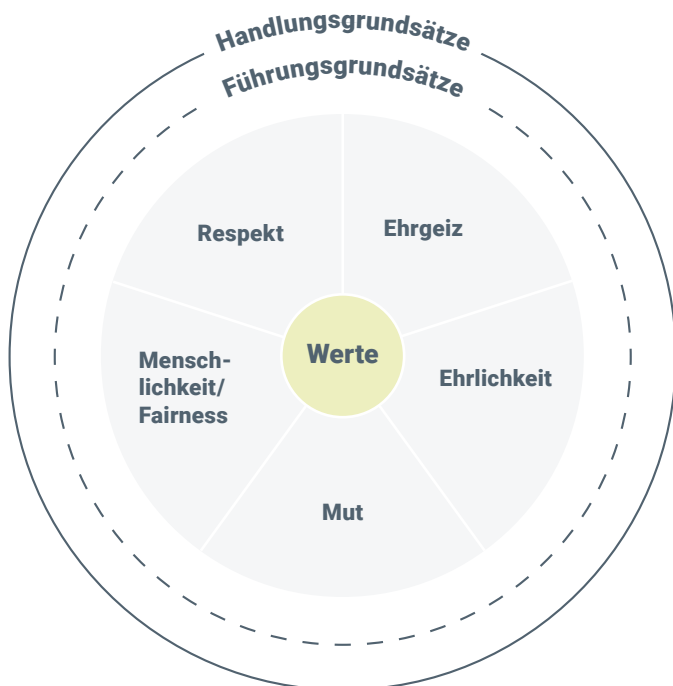 Handlungsgrundsätze
Führungsgrundsätze
Respekt
Ehrgeiz
Werte
Mensch-
lichkeit/
Fairness
Ehrlichkeit
Mut